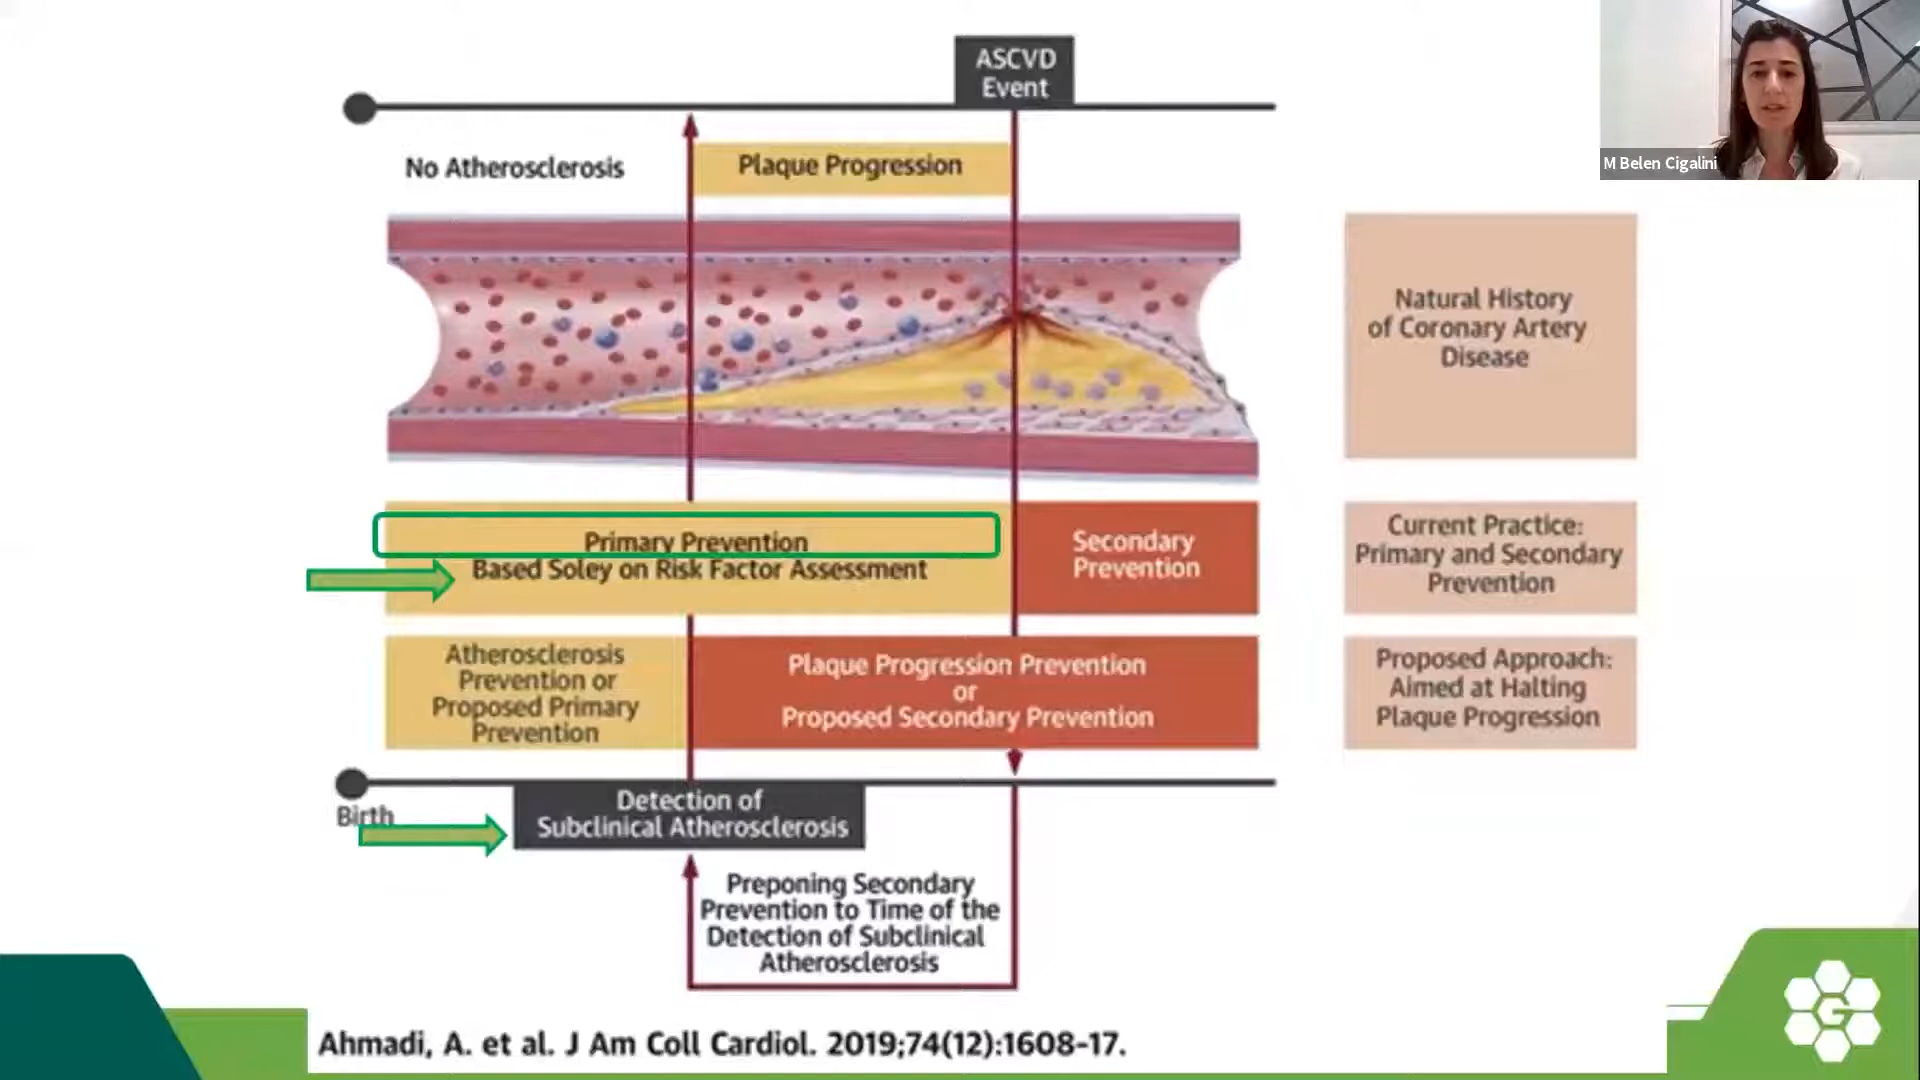 ASCVD
Event
M Belen Cigalini
No Atherosclerosis
Plaque Progression
Natural History
of Coronary Artery
Disease
Primary Prevention
Based Soley on Risk Factor Assessment
Secondary
Prevention
Current Practice:
Primary and Secondary
Prevention
Atherosclerosis
Prevention or
Proposed Primary
Prevention
Plaque Progression Prevention
or
Proposed Secondary Prevention
Proposed Approach:
Aimed at Halting
Plaque Progression
Birth
Detection of
Subclinical Atherosclerosis
Preponing Secondary
Prevention to Time of the
Detection of Subclinical
Atherosclerosis
Ahmadi, A. et al. J Am Coll Cardiol. 2019;74(12):1608-17.
G